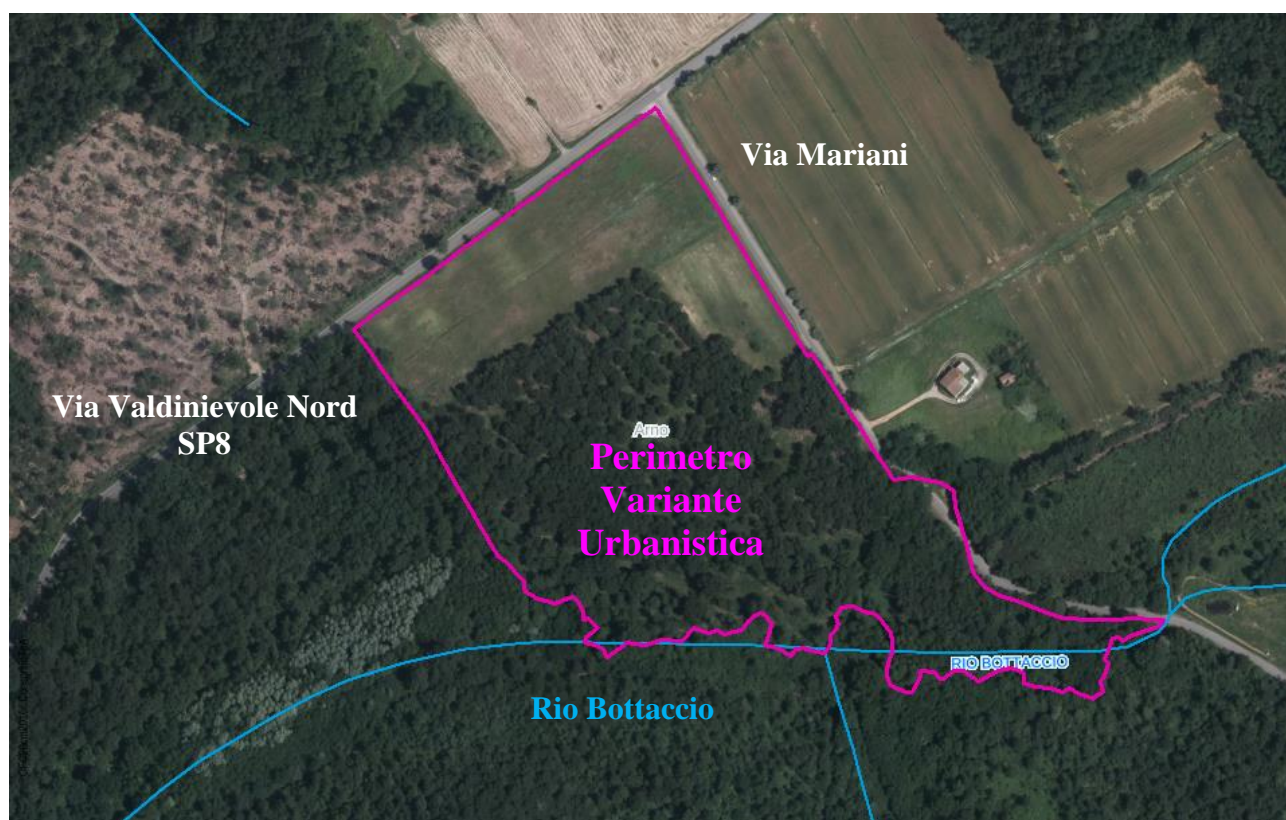 Via Mariani
Via Valdinievole Nord
SP8
Arno
Perimetro
Variante
Urbanistica
RIO BOTTACCIO
Rio Bottaccio